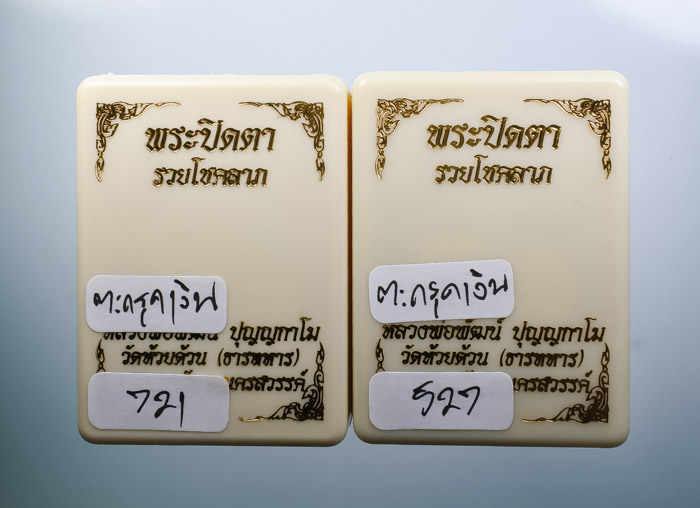 พระปิดตา
รวยโชคลาภ
ตะกรุดเงิน
หลวงพ่อพัฒน์ ปุญญกาโม
วัดห้วยด้วน (ธารทหาร)
นครสวรรค์
721
พระปิดตา
รวยโชคลาภ
ตะกรุดเงิน
หลวงพ่อพัฒน์ ปุญญกาโม
วัดห้วยด้วน (ธารทหาร)
นครสวรรค์
527